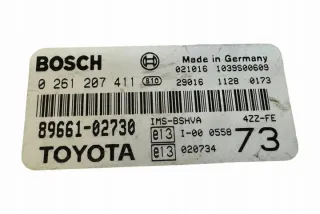 BOSCH
Made in Germany
021016 1039S00609
0 261 207 411 B10
29016 1128 0173
89661-02730
IMS-BSHVA 4ZZ-FE
TOYOTA
e13 I-00 0558
e13 020734
73